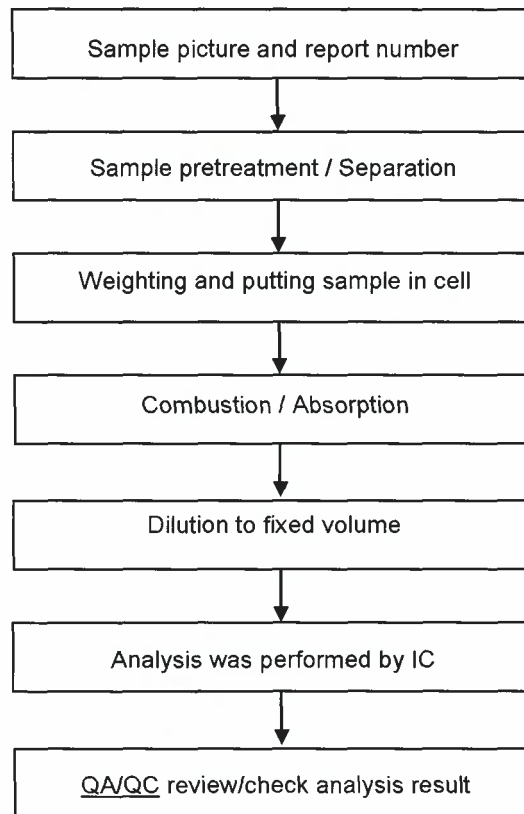 Sample picture and report number
Sample pretreatment / Separation
Weighting and putting sample in cell
Combustion / Absorption
Dilution to fixed volume
Analysis was performed by IC
QA/QC review/check analysis result